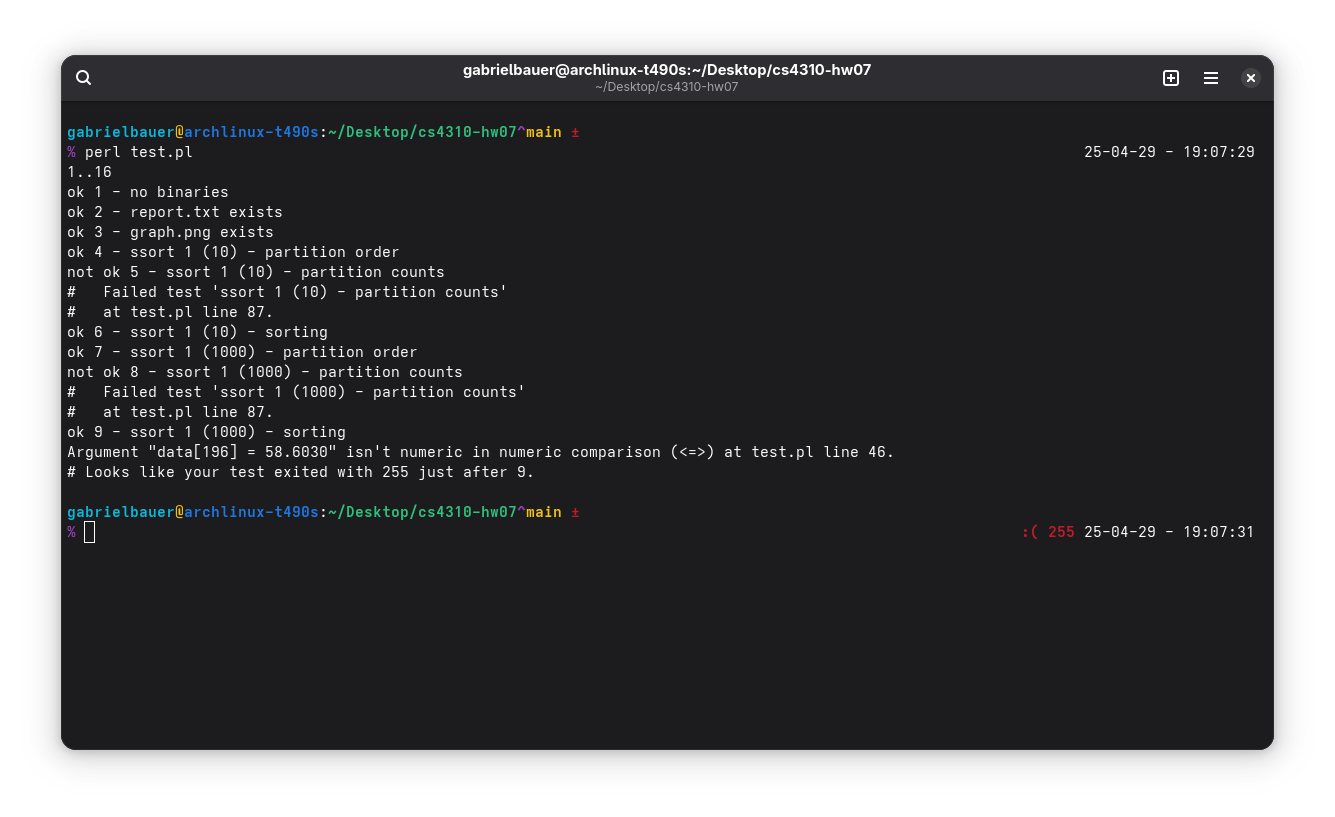 gabrielbauer@archlinux-t490s:~/Desktop/cs4310-hw07
~/Desktop/cs4310-hw07
gabrielbauer@archlinux-t490s:~/Desktop/cs4310-hw07^main ±
% perl test.pl 25-04-29 - 19:07:29
1..16
ok 1 - no binaries
ok 2 - report.txt exists
ok 3 - graph.png exists
ok 4 - ssort 1 (10) - partition order
not ok 5 - ssort 1 (10) - partition counts
#   Failed test 'ssort 1 (10) - partition counts'
#   at test.pl line 87.
ok 6 - ssort 1 (10) - sorting
ok 7 - ssort 1 (1000) - partition order
not ok 8 - ssort 1 (1000) - partition counts
#   Failed test 'ssort 1 (1000) - partition counts'
#   at test.pl line 87.
ok 9 - ssort 1 (1000) - sorting
Argument "data[196] = 58.6030" isn't numeric in numeric comparison (<=>) at test.pl line 46.
# Looks like your test exited with 255 just after 9.
gabrielbauer@archlinux-t490s:~/Desktop/cs4310-hw07^main ±
% :( 255 25-04-29 - 19:07:31